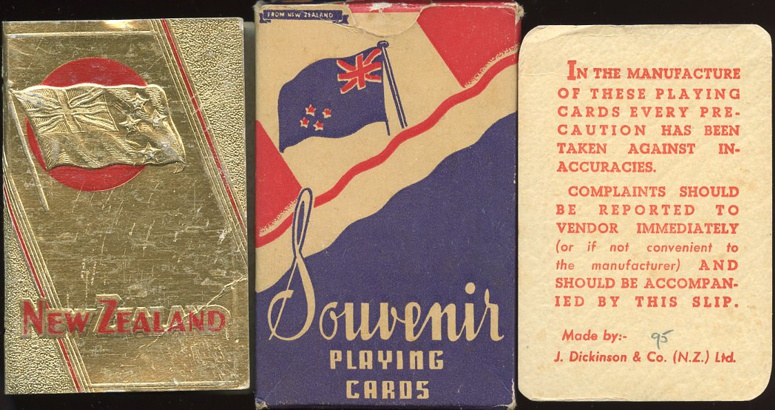 NEW ZEALAND
FROM NEW ZEALAND
Souvenir
PLAYING
CARDS
IN THE MANUFACTURE
OF THESE PLAYING
CARDS EVERY PRE-
CAUTION HAS BEEN
TAKEN AGAINST IN-
ACCURACIES.
COMPLAINTS SHOULD
BE REPORTED TO
VENDOR IMMEDIATELY
(or if not convenient to
the manufacturer) AND
SHOULD BE ACCOMPAN-
IED BY THIS SLIP.
Made by:- 95
J. Dickinson & Co. (N.Z.) Ltd.